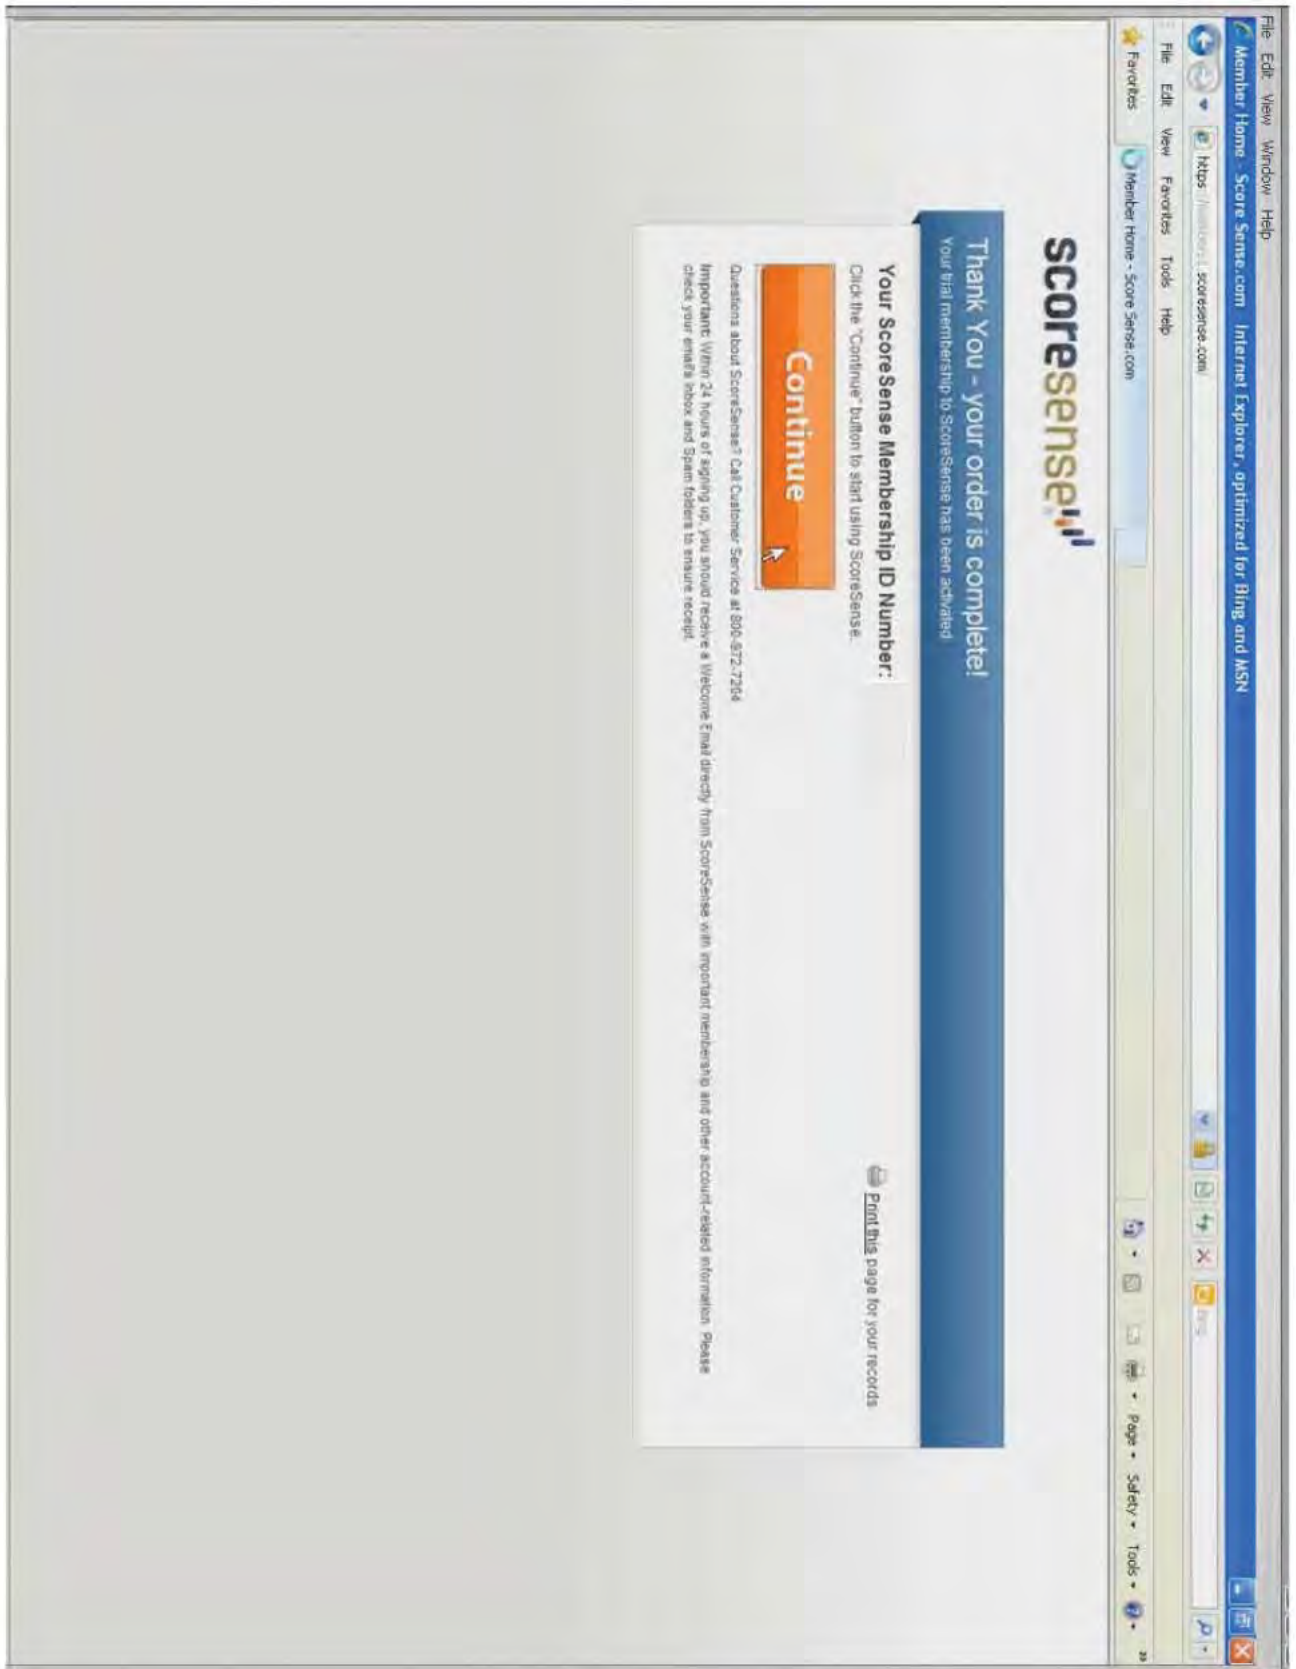 File Edit View Window Help
Member Home - Score Sense.com Internet Explorer, optimized for Bing and MSN
https scoresense.com/
File Edit View Favorites Tools Help
Favorites Member Home - Score Sense.com Page Safety Tools
scoresense
Thank You - your order is complete!
Your trial membership to ScoreSense has been activated
Your ScoreSense Membership ID Number:
Print this page for your records
Click the "Continue" button to start using ScoreSense.
Continue
Questions about ScoreSense? Call Customer Service at 800-972-7204
Important: Within 24 hours of signing up, you should receive a Welcome Email directly from ScoreSense with important membership and other account-related information. Please
check your email's inbox and Spam folders to ensure receipt.